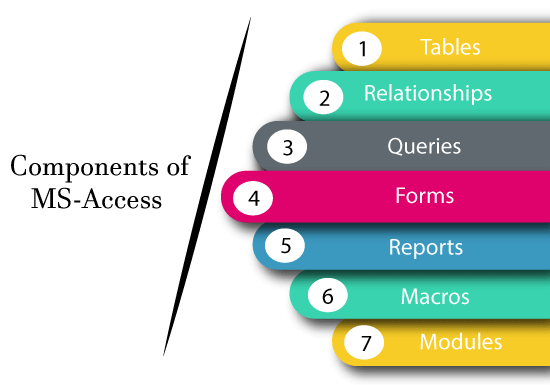 Components of
MS-Access
1 Tables
2 Relationships
3 Queries
4 Forms
5 Reports
6 Macros
7 Modules